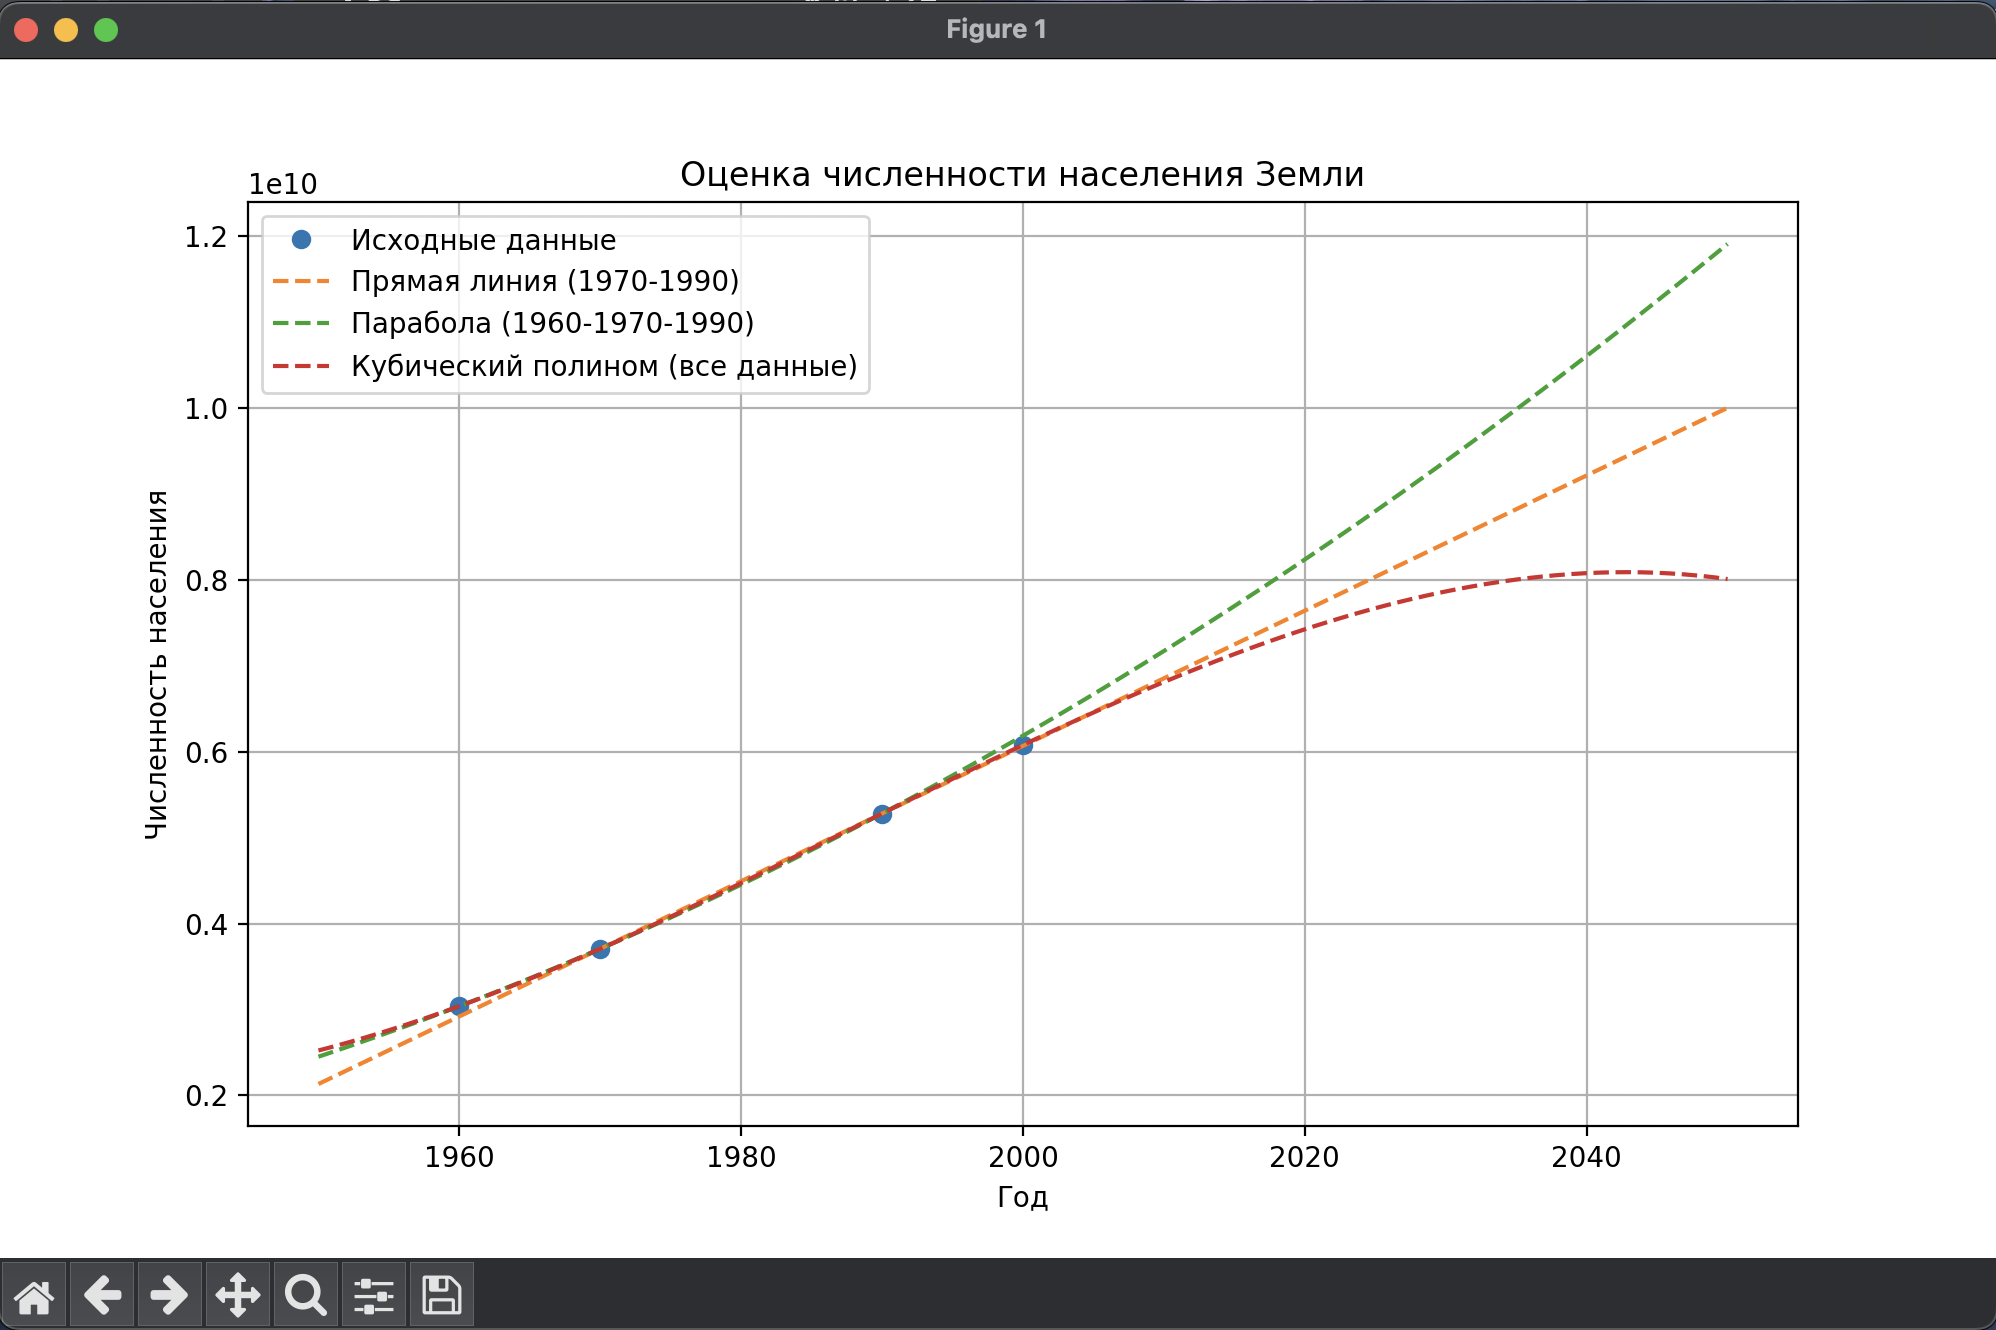 Figure 1
1e10
Оценка численности населения Земли
Исходные данные
Прямая линия (1970-1990)
Парабола (1960-1970-1990)
Кубический полином (все данные)
1.2
1.0
0.8
0.6
0.4
0.2
Численность населения
1960
1980
2000
2020
2040
Год